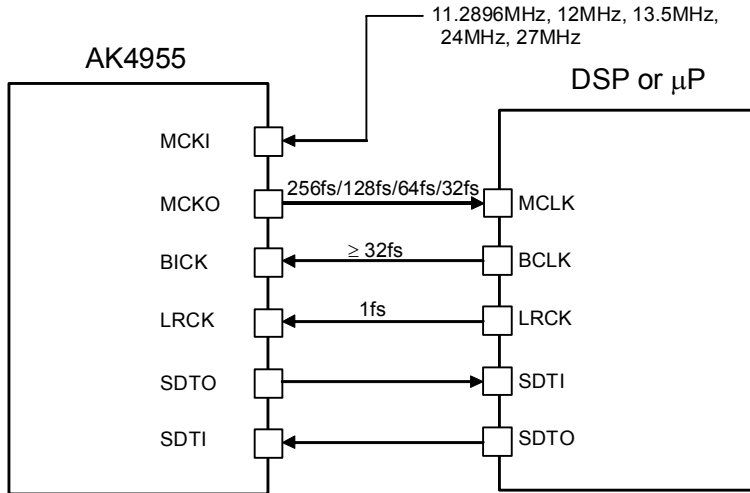 11.2896MHz, 12MHz, 13.5MHz,
24MHz, 27MHz
AK4955
DSP or μP
MCKI
MCKO
256fs/128fs/64fs/32fs
MCLK
BICK
≥ 32fs
BCLK
LRCK
1fs
LRCK
SDTO
SDTI
SDTI
SDTO